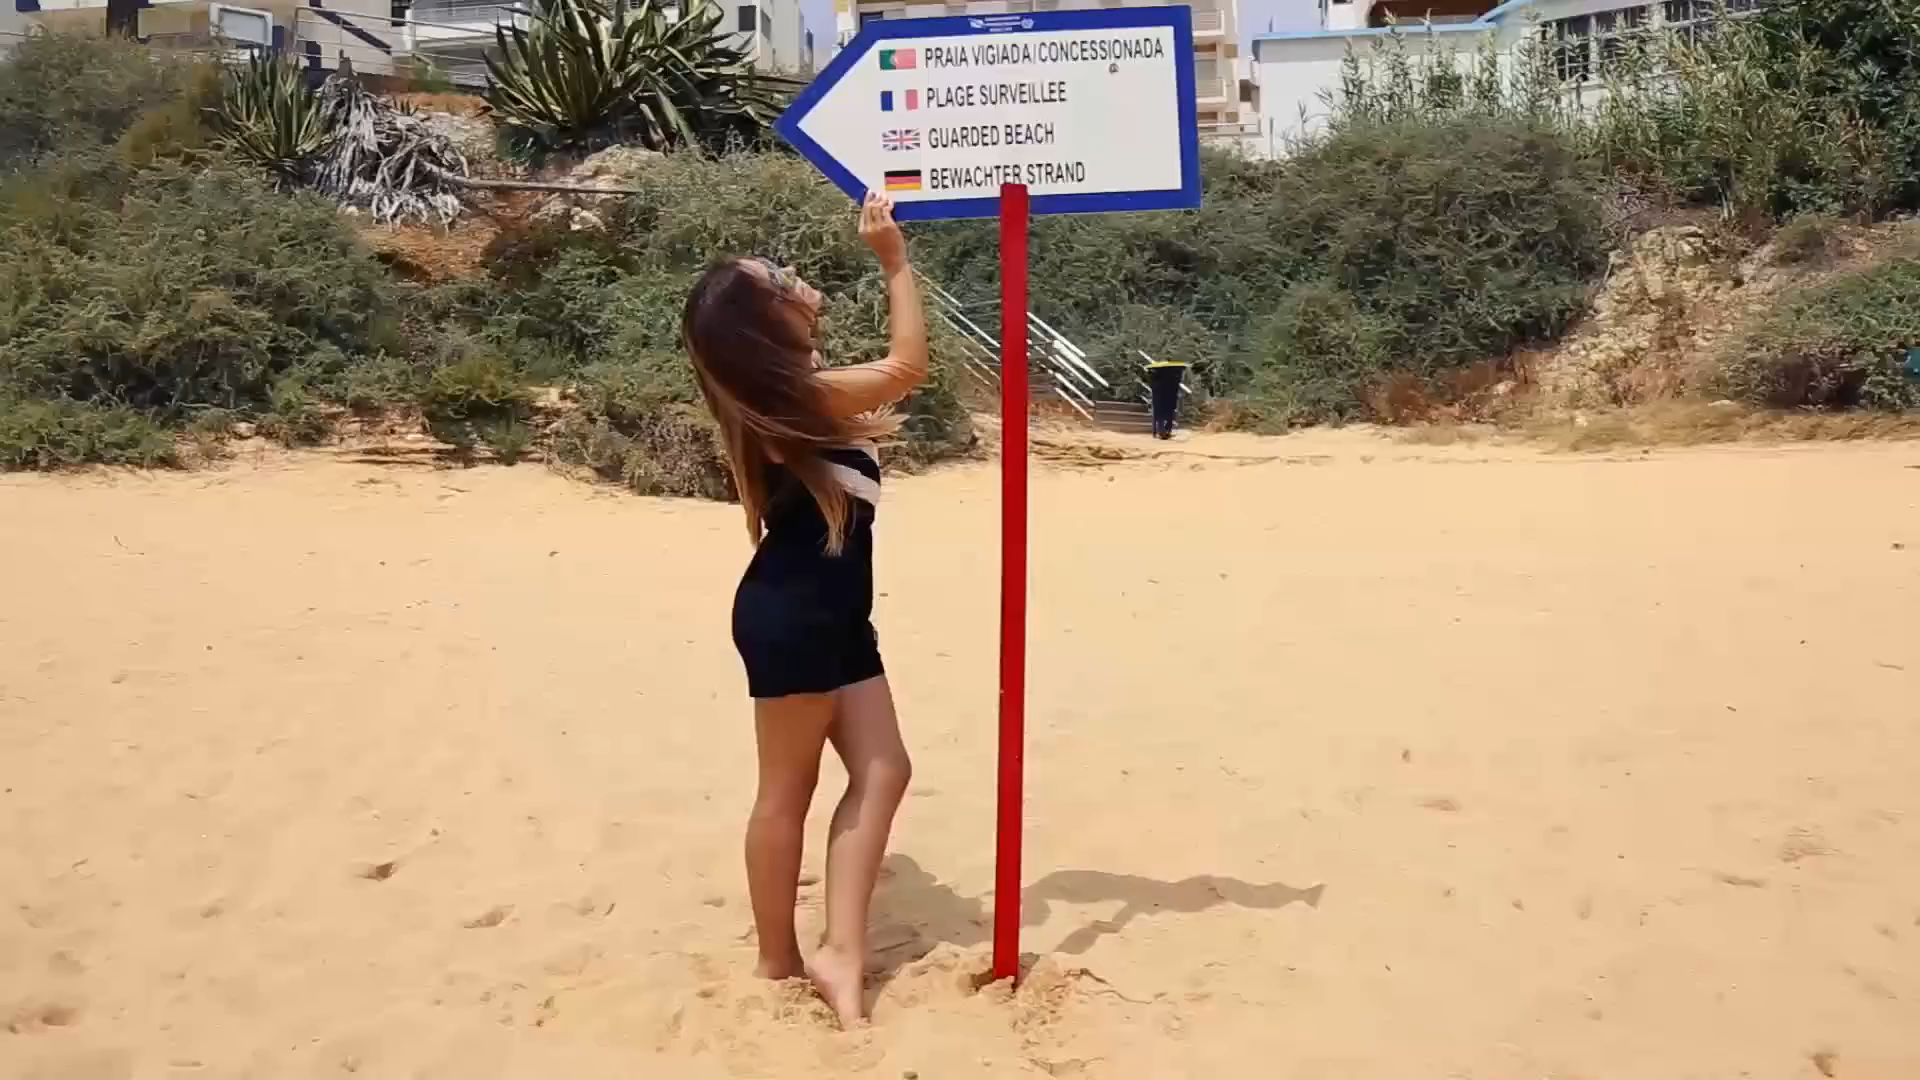 PRAIA VIGIADA/CONCESSIONADA
PLAGE SURVEILLEE
GUARDED BEACH
BEWACHTER STRAND